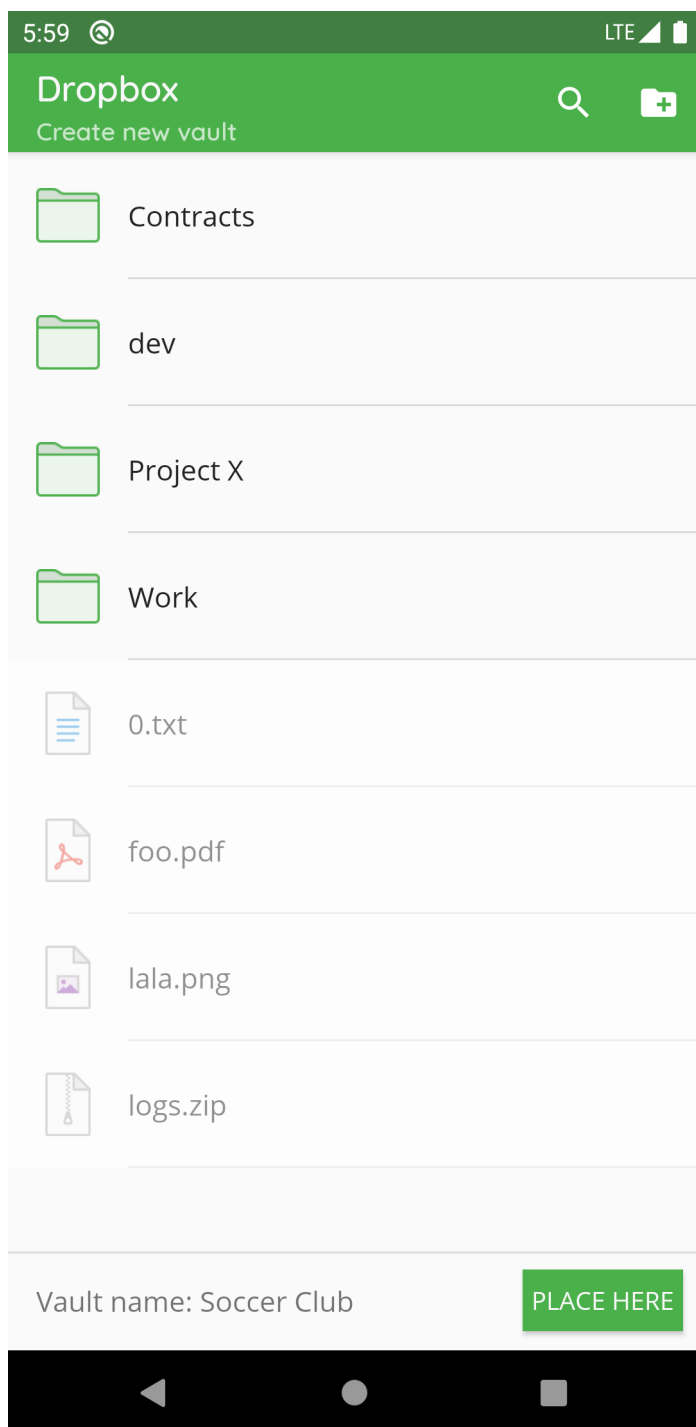 5:59 LTE
Dropbox
Create new vault
Contracts
dev
Project X
Work
0.txt
foo.pdf
lala.png
logs.zip
Vault name: Soccer Club
PLACE HERE